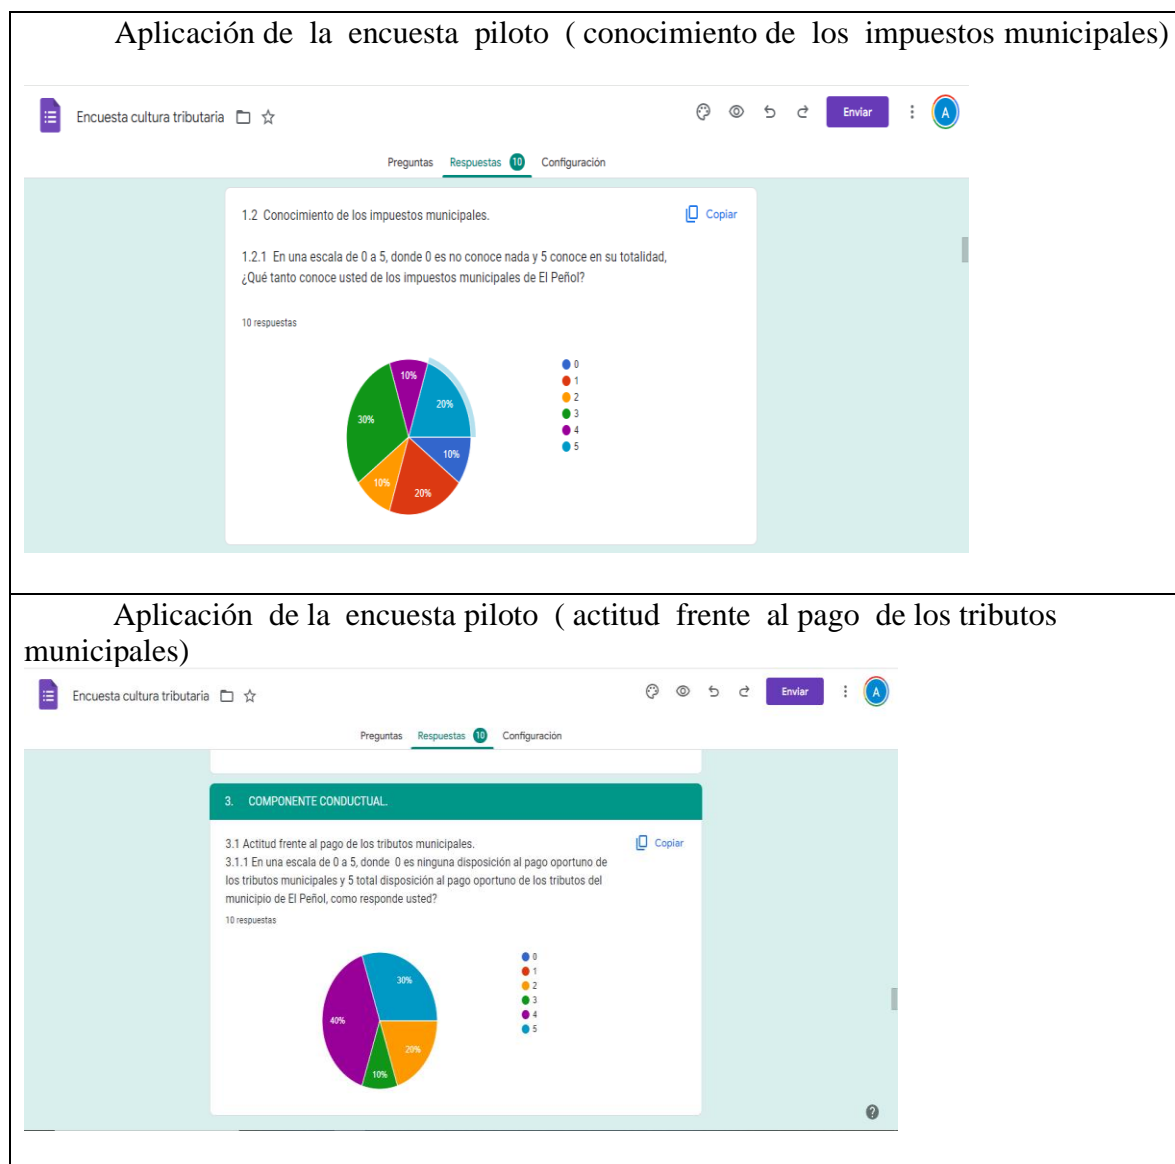 Aplicación de la encuesta piloto ( conocimiento de los impuestos municipales)
Encuesta cultura tributaria
Enviar
A
Preguntas Respuestas 10 Configuración
1.2 Conocimiento de los impuestos municipales.
Copiar
1.2.1 En una escala de 0 a 5, donde 0 es no conoce nada y 5 conoce en su totalidad,
¿Qué tanto conoce usted de los impuestos municipales de El Peñol?
10 respuestas
10%
20%
30%
10%
10%
20%
0
1
2
3
4
5
Aplicación de la encuesta piloto ( actitud frente al pago de los tributos
municipales)
Encuesta cultura tributaria
Enviar
A
Preguntas Respuestas 10 Configuración
3. COMPONENTE CONDUCTUAL.
3.1 Actitud frente al pago de los tributos municipales.
Copiar
3.1.1 En una escala de 0 a 5, donde 0 es ninguna disposición al pago oportuno de
los tributos municipales y 5 total disposición al pago oportuno de los tributos del
municipio de El Peñol, como responde usted?
10 respuestas
30%
40%
20%
10%
0
1
2
3
4
5
?